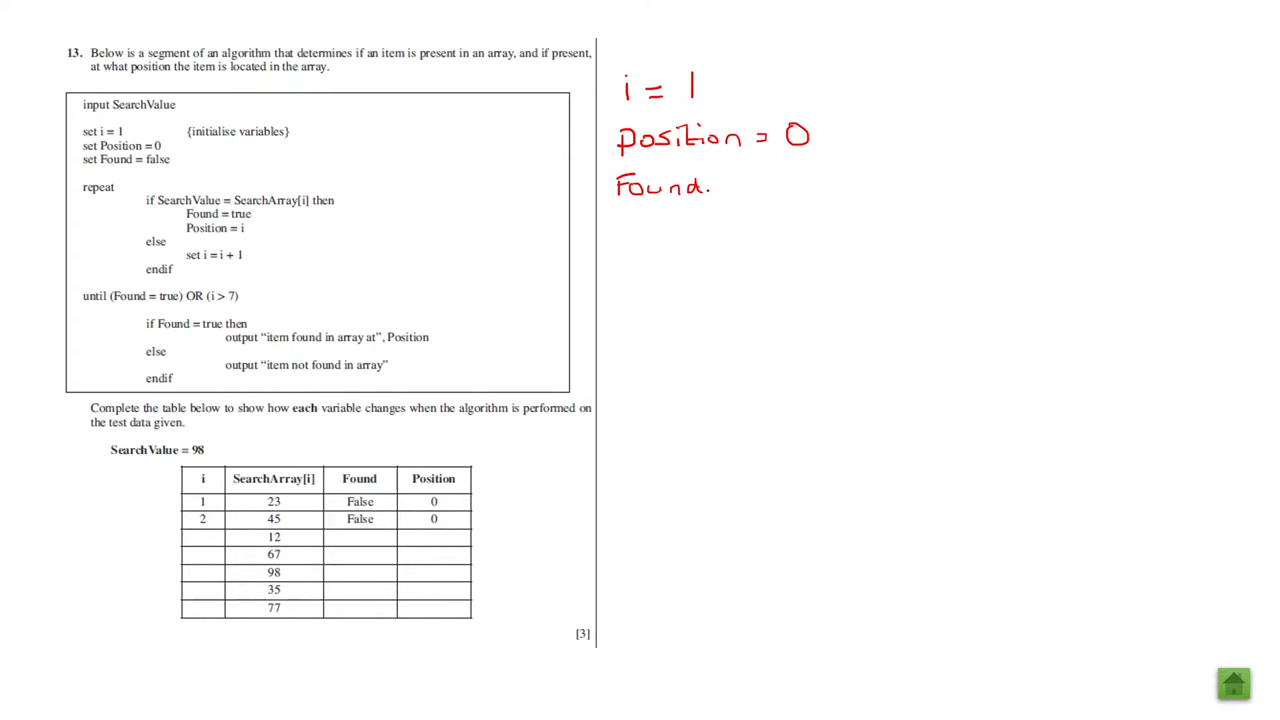 13. Below is a segment of an algorithm that determines if an item is present in an array, and if present,
at what position the item is located in the array.
input SearchValue
set i = 1 {initialise variables}
set Position = 0
set Found = false
repeat
if SearchValue = SearchArray[i] then
Found = true
Position = i
else
set i = i + 1
endif
until (Found = true) OR (i > 7)
if Found = true then
output “item found in array at”, Position
else
output “item not found in array”
endif
Complete the table below to show how each variable changes when the algorithm is performed on
the test data given.
SearchValue = 98
i SearchArray[i] Found Position
1 23 False 0
2 45 False 0
12
67
98
35
77
[3]
i = 1
position = 0
Found.